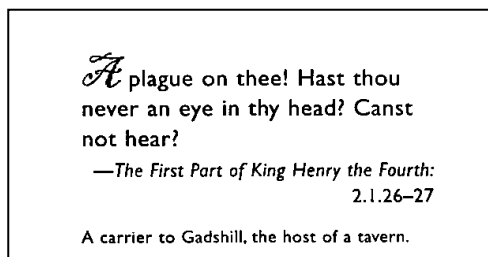 A plague on thee! Hast thou
never an eye in thy head? Canst
not hear?
—The First Part of King Henry the Fourth:
2.1.26–27
A carrier to Gadshill, the host of a tavern.